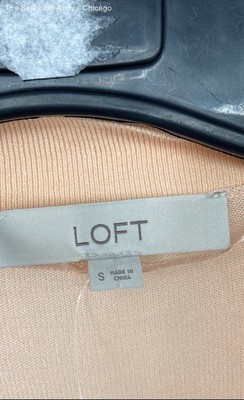 The Salvation Army - Chicago
LOFT
S
MADE IN
CHINA